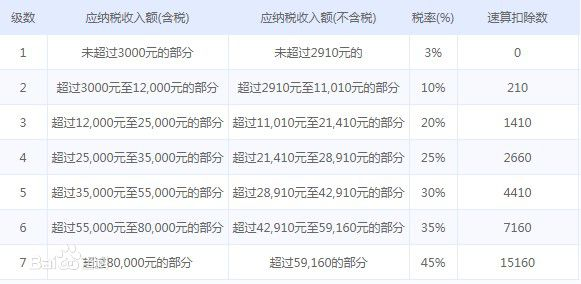 级数 应纳税收入额(含税) 应纳税收入额(不含税) 税率(%) 速算扣除数
1 未超过3000元的部分 未超过2910元的 3% 0
2 超过3000元至12,000元的部分 超过2910元至11,010元的部分 10% 210
3 超过12,000元至25,000元的部分 超过11,010元至21,410元的部分 20% 1410
4 超过25,000元至35,000元的部分 超过21,410元至28,910元的部分 25% 2660
5 超过35,000元至55,000元的部分 超过28,910元至42,910元的部分 30% 4410
6 超过55,000元至80,000元的部分 超过42,910元至59,160元的部分 35% 7160
7 超过80,000元的部分 超过59,160的部分 45% 15160
Baidu百科